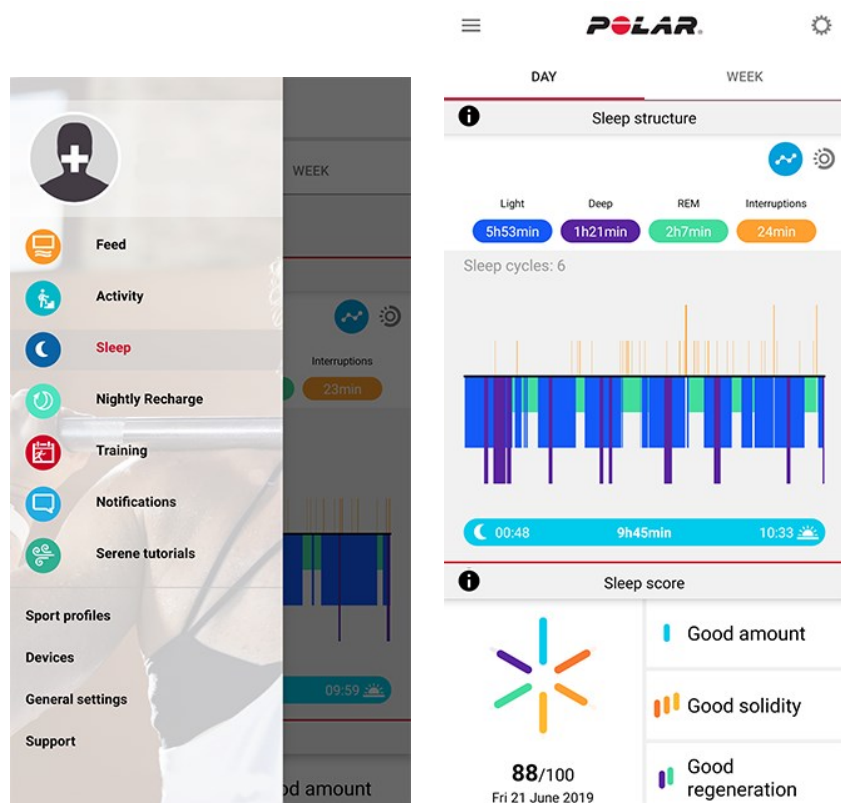 WEEK
Feed
Activity
Sleep
Nightly Recharge
Training
Notifications
Serene tutorials
Sport profiles
Devices
General settings
Support
Interruptions
23min
09:59
od amount
POLAR
DAY WEEK
Sleep structure
Light Deep REM Interruptions
5h53min 1h21min 2h7min 24min
Sleep cycles: 6
00:48 9h45min 10:33
Sleep score
Good amount
Good solidity
Good
regeneration
88/100
Fri 21 June 2019